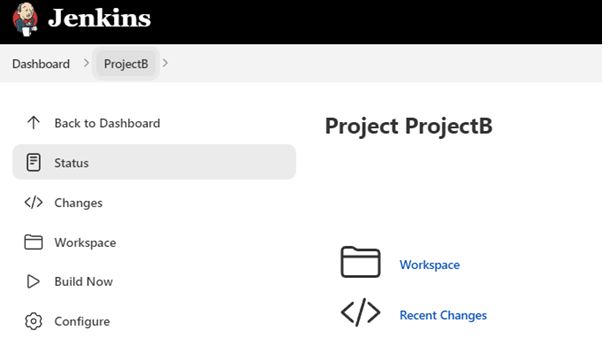 Jenkins
Dashboard > ProjectB >
Back to Dashboard
Status
Changes
Workspace
Build Now
Configure
Project ProjectB
Workspace
Recent Changes